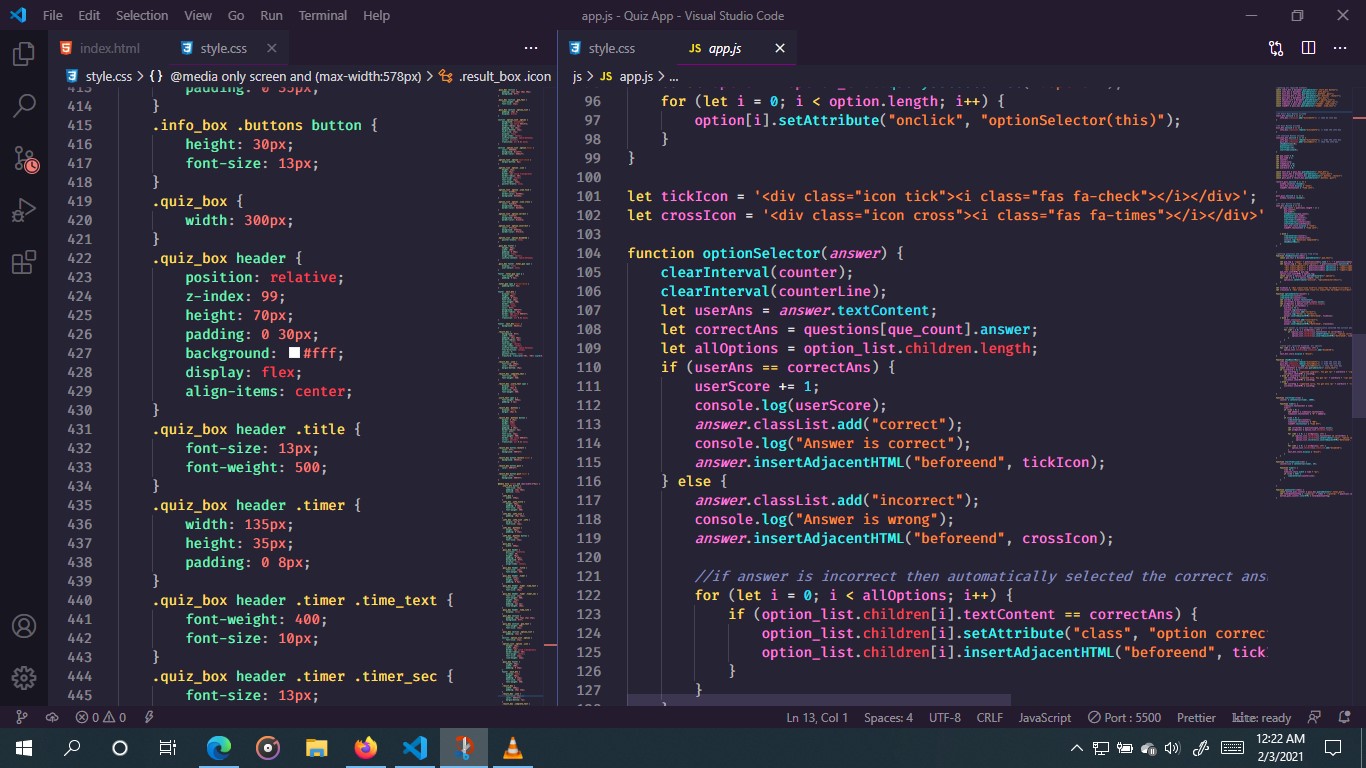 File Edit Selection View Go Run Terminal Help app.js - Quiz App - Visual Studio Code
index.html style.css
style.css > {} @media only screen and (max-width:578px) > .result_box .icon
413 padding: 0 35px;
414 }
415 .info_box .buttons button {
416 height: 30px;
417 font-size: 13px;
418 }
419 .quiz_box {
420 width: 300px;
421 }
422 .quiz_box header {
423 position: relative;
424 z-index: 99;
425 height: 70px;
426 padding: 0 30px;
427 background: #fff;
428 display: flex;
429 align-items: center;
430 }
431 .quiz_box header .title {
432 font-size: 13px;
433 font-weight: 500;
434 }
435 .quiz_box header .timer {
436 width: 135px;
437 height: 35px;
438 padding: 0 8px;
439 }
440 .quiz_box header .timer .time_text {
441 font-weight: 400;
442 font-size: 10px;
443 }
444 .quiz_box header .timer .timer_sec {
445 font-size: 13px;
style.css JS app.js
js > JS app.js > ...
96 for (let i = 0; i < option.length; i++) {
97 option[i].setAttribute("onclick", "optionSelector(this)");
98 }
99 }
100
101 let tickIcon = '<div class="icon tick"><i class="fas fa-check"></i></div>';
102 let crossIcon = '<div class="icon cross"><i class="fas fa-times"></i></div>'
103
104 function optionSelector(answer) {
105 clearInterval(counter);
106 clearInterval(counterLine);
107 let userAns = answer.textContent;
108 let correctAns = questions[que_count].answer;
109 let allOptions = option_list.children.length;
110 if (userAns == correctAns) {
111 userScore += 1;
112 console.log(userScore);
113 answer.classList.add("correct");
114 console.log("Answer is correct");
115 answer.insertAdjacentHTML("beforeend", tickIcon);
116 } else {
117 answer.classList.add("incorrect");
118 console.log("Answer is wrong");
119 answer.insertAdjacentHTML("beforeend", crossIcon);
120
121 //if answer is incorrect then automatically selected the correct ans
122 for (let i = 0; i < allOptions; i++) {
123 if (option_list.children[i].textContent == correctAns) {
124 option_list.children[i].setAttribute("class", "option correc
125 option_list.children[i].insertAdjacentHTML("beforeend", tick
126 }
127 }
0 0 Ln 13, Col 1 Spaces: 4 UTF-8 CRLF JavaScript Port : 5500 Prettier kite: ready
12:22 AM
2/3/2021